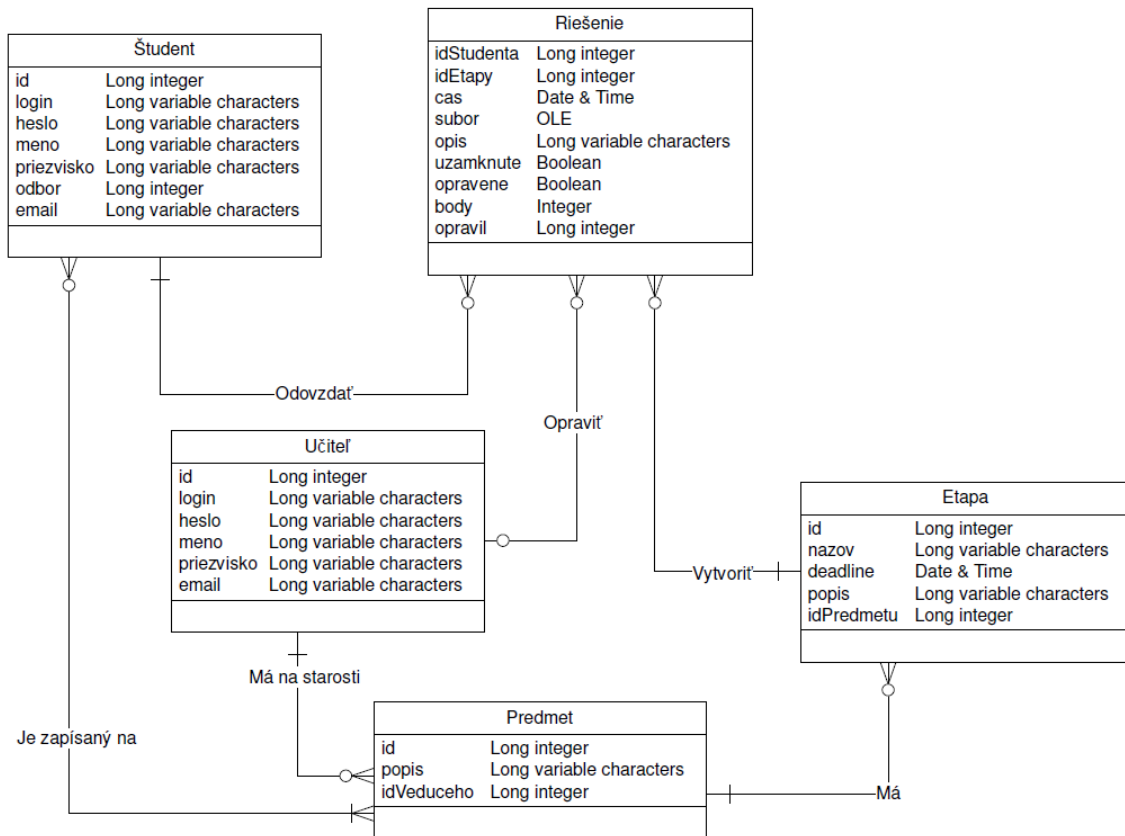 Študent
id Long integer
login Long variable characters
heslo Long variable characters
meno Long variable characters
priezvisko Long variable characters
odbor Long integer
email Long variable characters
Riešenie
idStudenta Long integer
idEtapy Long integer
cas Date & Time
subor OLE
opis Long variable characters
uzamknute Boolean
opravene Boolean
body Integer
opravil Long integer
Odovzdať
Opraviť
Učiteľ
id Long integer
login Long variable characters
heslo Long variable characters
meno Long variable characters
priezvisko Long variable characters
email Long variable characters
Etapa
id Long integer
nazov Long variable characters
deadline Date & Time
popis Long variable characters
idPredmetu Long integer
Vytvoriť
Má na starosti
Je zapísaný na
Predmet
id Long integer
popis Long variable characters
idVeduceho Long integer
Má